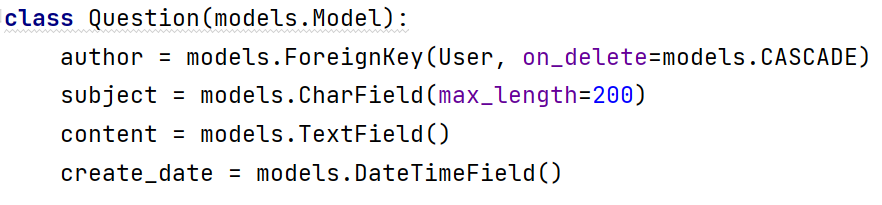 class Question(models.Model):
    author = models.ForeignKey(User, on_delete=models.CASCADE)
    subject = models.CharField(max_length=200)
    content = models.TextField()
    create_date = models.DateTimeField()